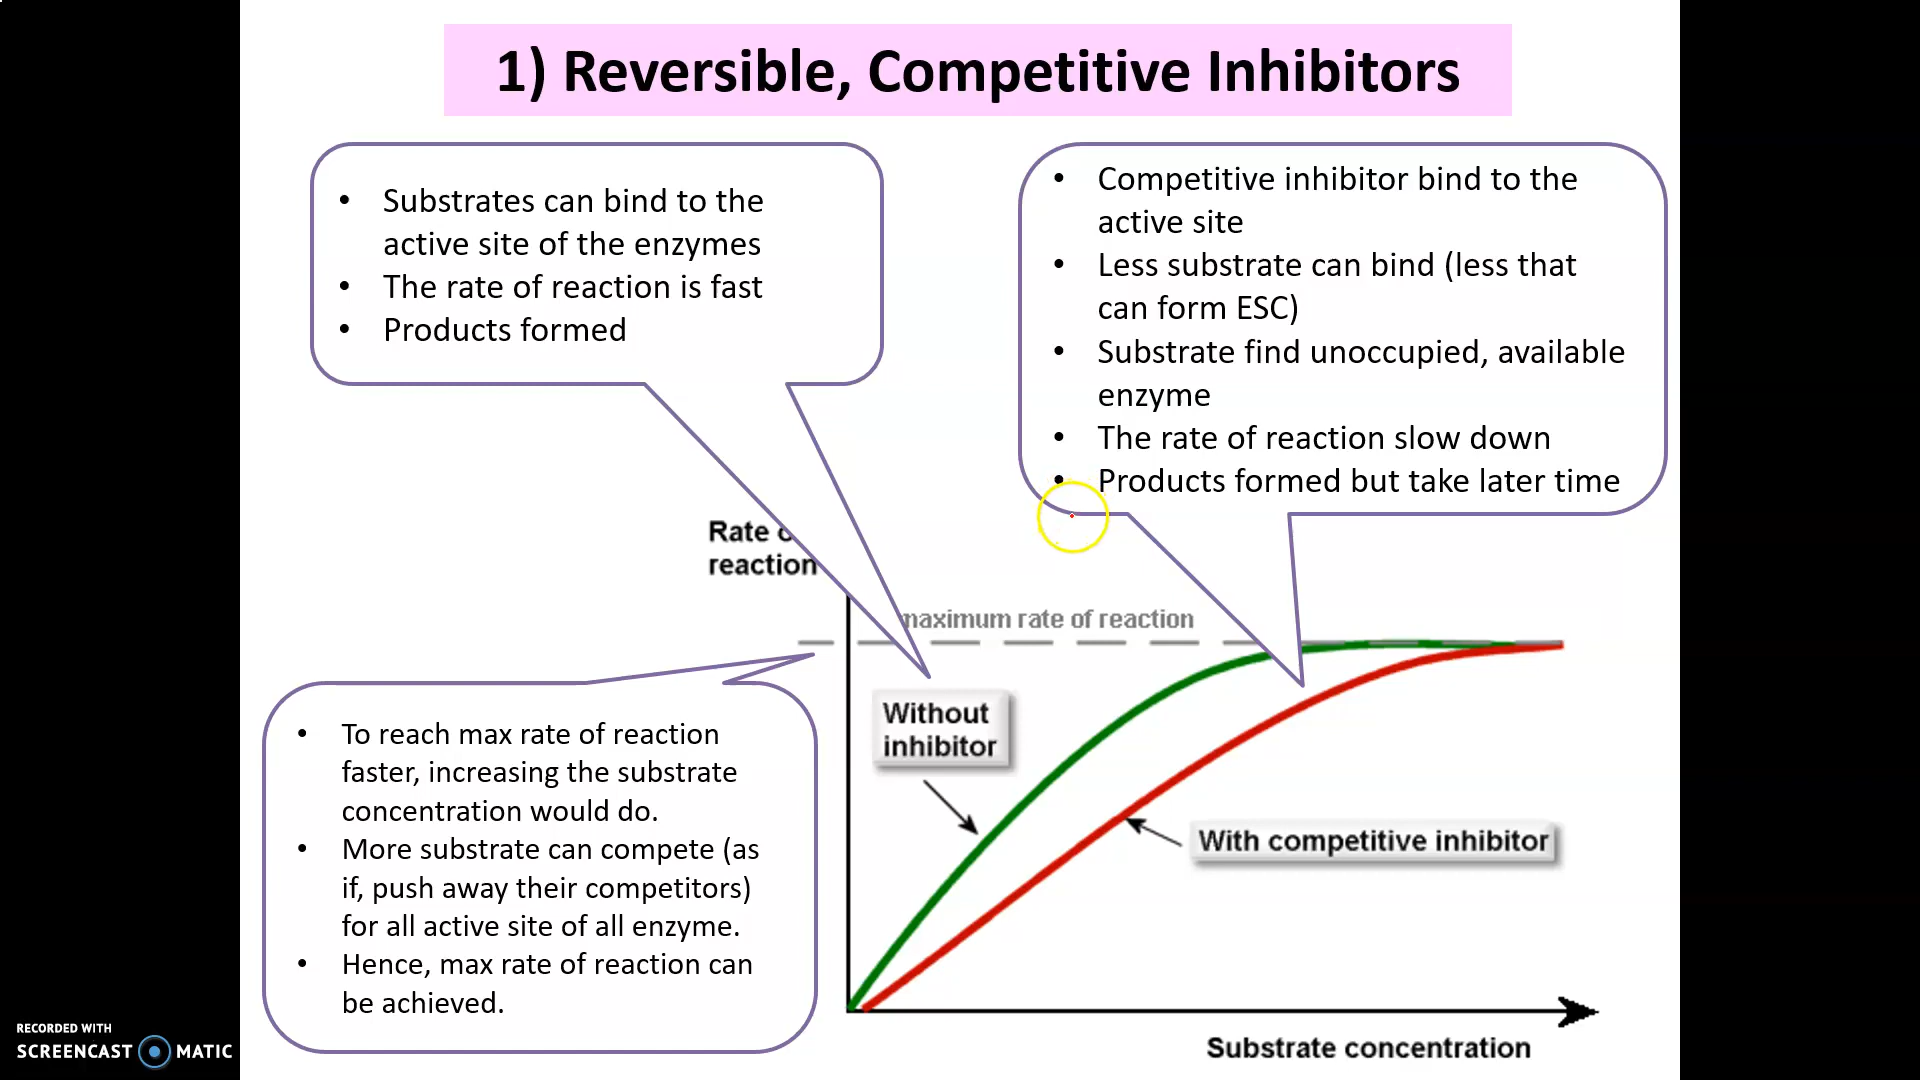 1) Reversible, Competitive Inhibitors
• Substrates can bind to the
active site of the enzymes
• The rate of reaction is fast
• Products formed
• Competitive inhibitor bind to the
active site
• Less substrate can bind (less that
can form ESC)
• Substrate find unoccupied, available
enzyme
• The rate of reaction slow down
• Products formed but take later time
Rate o
reaction
maximum rate of reaction
Without
inhibitor
With competitive inhibitor
Substrate concentration
• To reach max rate of reaction
faster, increasing the substrate
concentration would do.
• More substrate can compete (as
if, push away their competitors)
for all active site of all enzyme.
• Hence, max rate of reaction can
be achieved.
RECORDED WITH
SCREENCAST MATIC